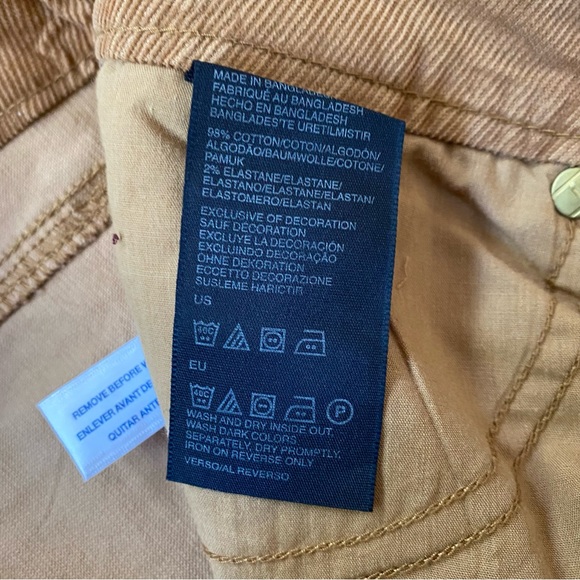 MADE IN BANGLADESH
FABRIQUÉ AU BANGLADESH
HECHO EN BANGLADESH
BANGLADES'TE URETILMISTIR
98% COTTON/COTON/ALGODÓN/
ALGODÃO/BAUMWOLLE/COTONE/
PAMUK
2% ELASTANE/ELASTANE/
ELASTANO/ELASTANE/ELASTAN/
ELASTOMERO/ELASTAN
EXCLUSIVE OF DECORATION
SAUF DECORATION
EXCLUYE LA DECORACIÓN
EXCLUINDO DECORAÇÃO
OHNE DEKORATION
ECCETTO DECORAZIONE
SUSLEME HARICTIR
US
40C
EU
40C P
WASH AND DRY INSIDE OUT,
WASH DARK COLORS
SEPARATELY, DRY PROMPTLY,
IRON ON REVERSE ONLY
VERSO/AL REVERSO
REMOVE BEFORE
ENLEVER AVANT DE
QUITAR